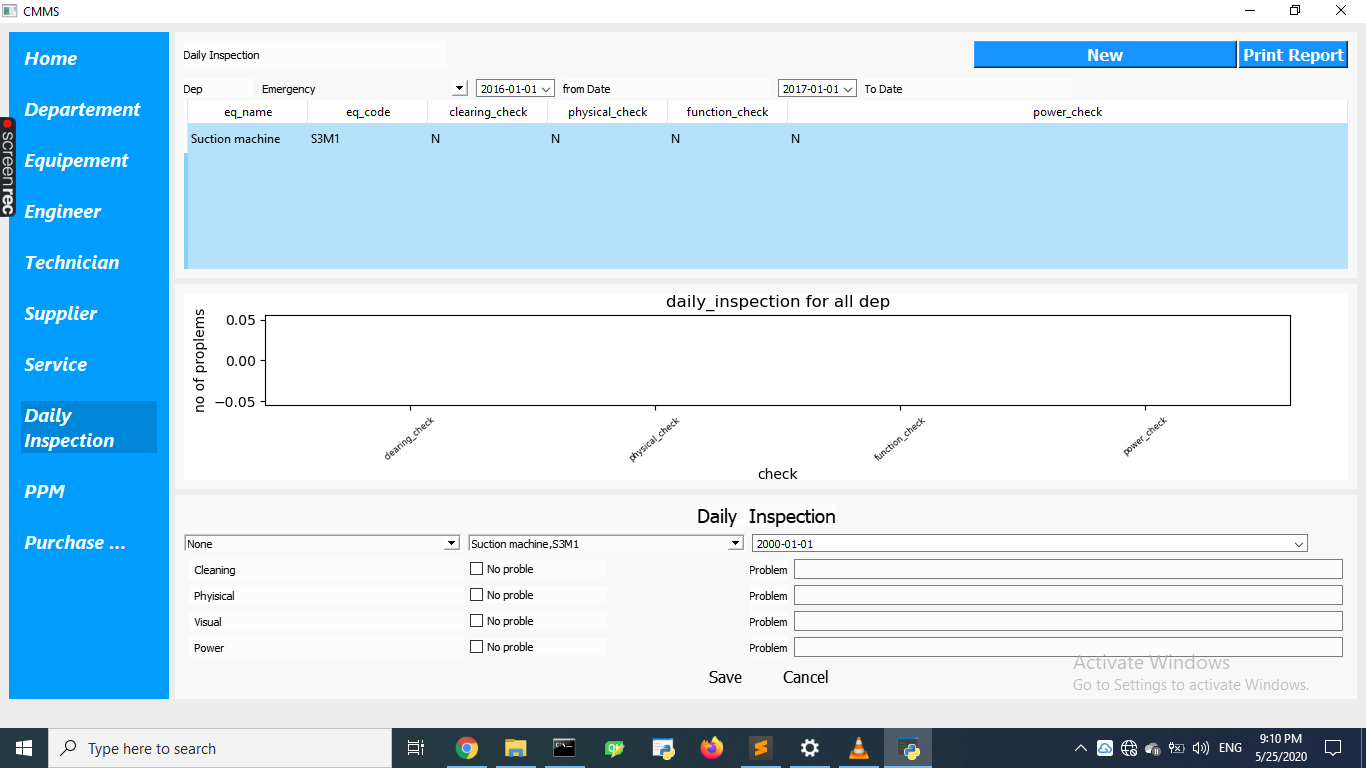 CMMS
Home
Departement
Equipement
Engineer
Technician
Supplier
Service
Daily
Inspection
PPM
Purchase ...
screenrec
Daily Inspection
New
Print Report
Dep
Emergency
2016-01-01
from Date
2017-01-01
To Date
eq_name eq_code clearing_check physical_check function_check power_check
Suction machine S3M1 N N N N
daily_inspection for all dep
no of proplems
0.05
0.00
−0.05
clearing_check
physical_check
function_check
power_check
check
Daily Inspection
None
Suction machine,S3M1
2000-01-01
Cleaning No proble Problem
Phyisical No proble Problem
Visual No proble Problem
Power No proble Problem
Save Cancel
Activate Windows
Go to Settings to activate Windows.
Type here to search
ENG
9:10 PM
5/25/2020